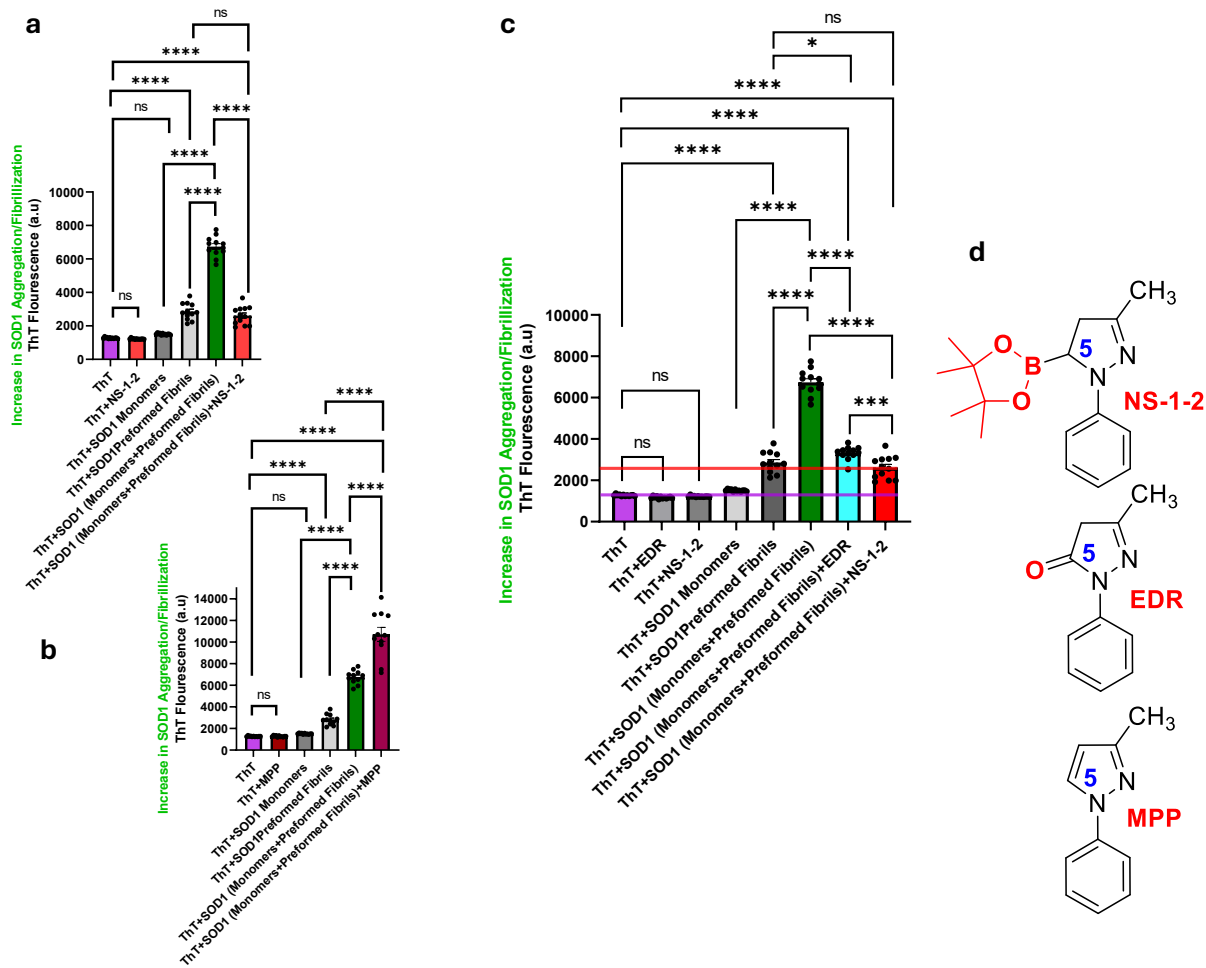 a
ns
****
****
ns
****
****
****
ns
Increase in SOD1 Aggregation/Fibrillization
ThT Flourescence (a.u)
10000
8000
6000
4000
2000
0
ThT
ThT+NS-1-2
ThT+SOD1 Monomers
ThT+SOD1Preformed Fibrils
ThT+SOD1 (Monomers+Preformed Fibrils)
ThT+SOD1 (Monomers+Preformed Fibrils)+NS-1-2
b
****
****
****
****
ns
****
****
ns
Increase in SOD1 Aggregation/Fibrillization
ThT Flourescence (a.u)
14000
12000
10000
8000
6000
4000
2000
0
ThT
ThT+MPP
ThT+SOD1 Monomers
ThT+SOD1Preformed Fibrils
ThT+SOD1 (Monomers+Preformed Fibrils)
ThT+SOD1 (Monomers+Preformed Fibrils)+MPP
c
ns
*
****
****
****
****
****
****
****
ns
***
ns
Increase in SOD1 Aggregation/Fibrillization
ThT Flourescence (a.u)
10000
8000
6000
4000
2000
0
ThT
ThT+EDR
ThT+NS-1-2
ThT+SOD1 Monomers
ThT+SOD1Preformed Fibrils
ThT+SOD1 (Monomers+Preformed Fibrils)
ThT+SOD1 (Monomers+Preformed Fibrils)+EDR
ThT+SOD1 (Monomers+Preformed Fibrils)+NS-1-2
d
CH3
O
5
B
N
O
N
NS-1-2
CH3
5
N
O
N
EDR
CH3
5
N
N
MPP